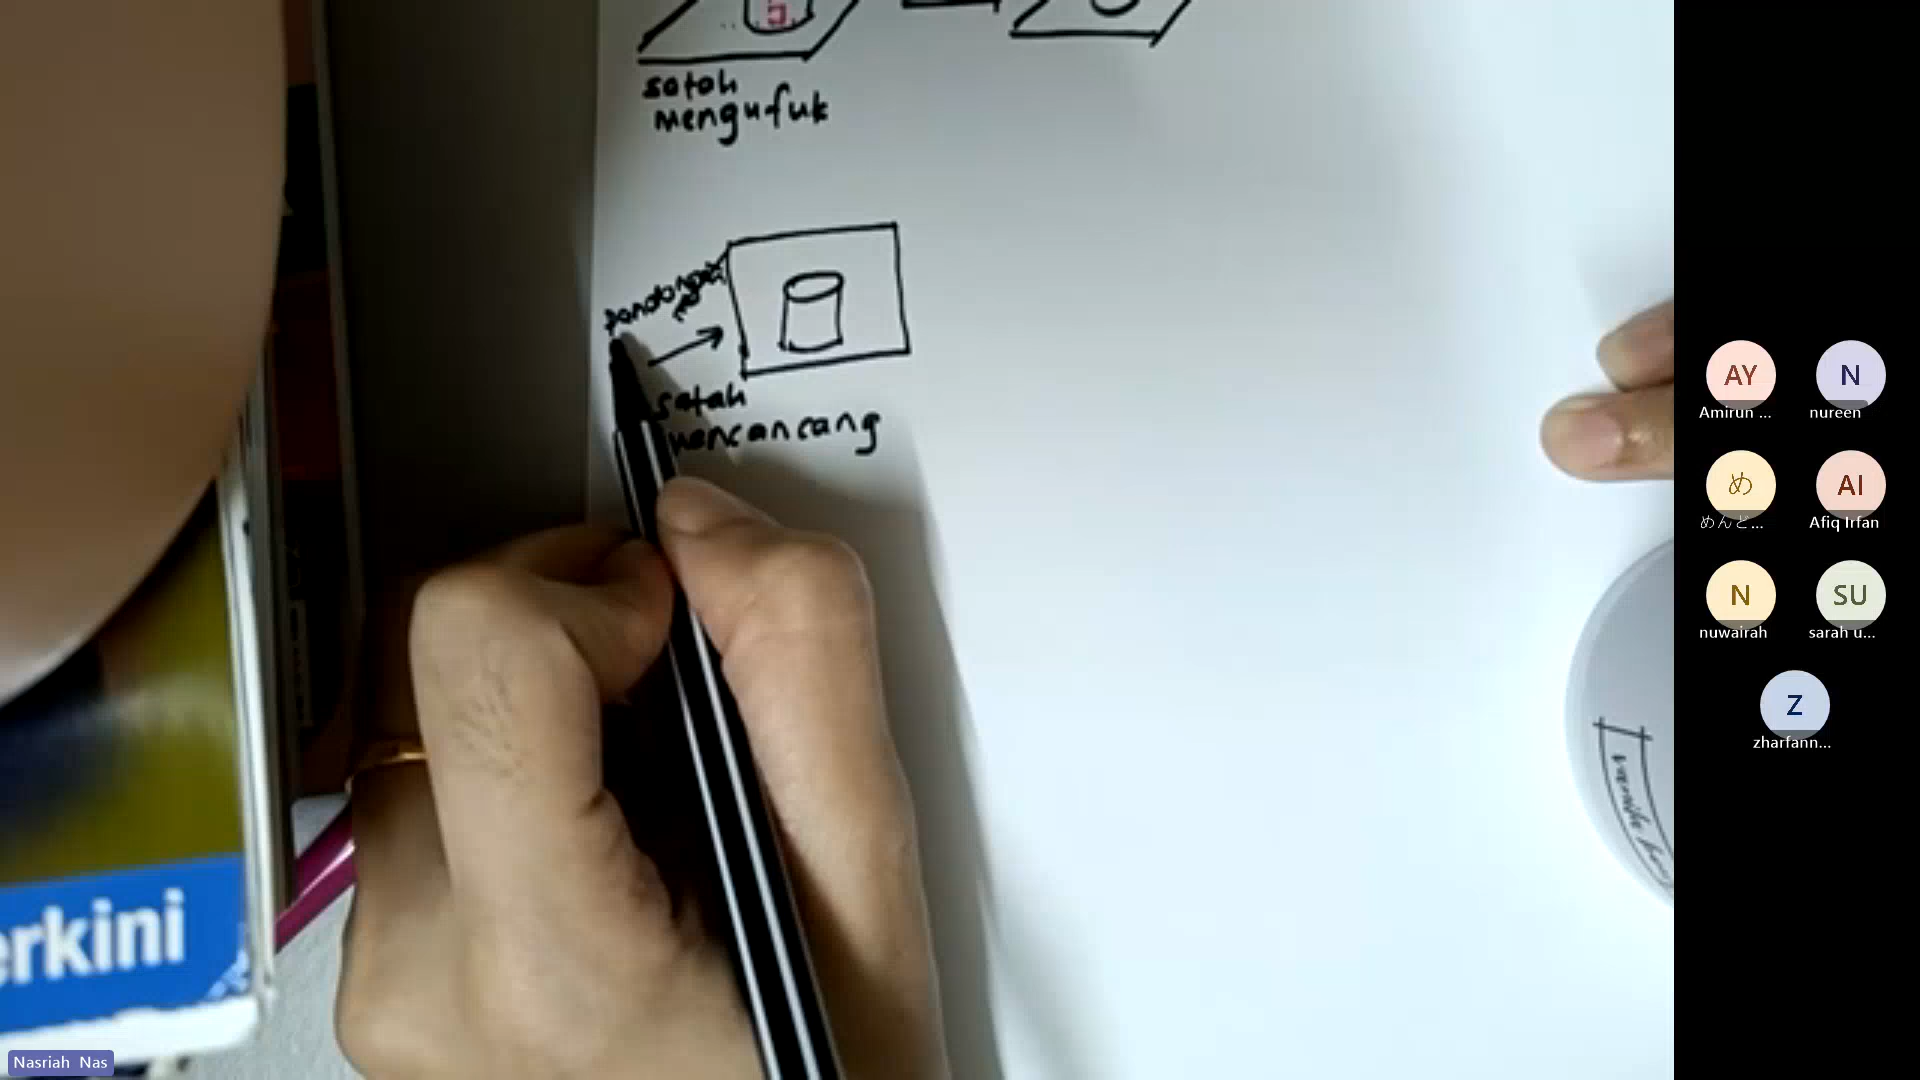 5
satah
mengufuk
pandangan
satah
mencancang
erkini
Nasriah Nas
AY
Amirun ...
N
nureen
め
めんど...
AI
Afiq Irfan
N
nuwairah
SU
sarah u...
Z
zharfann...